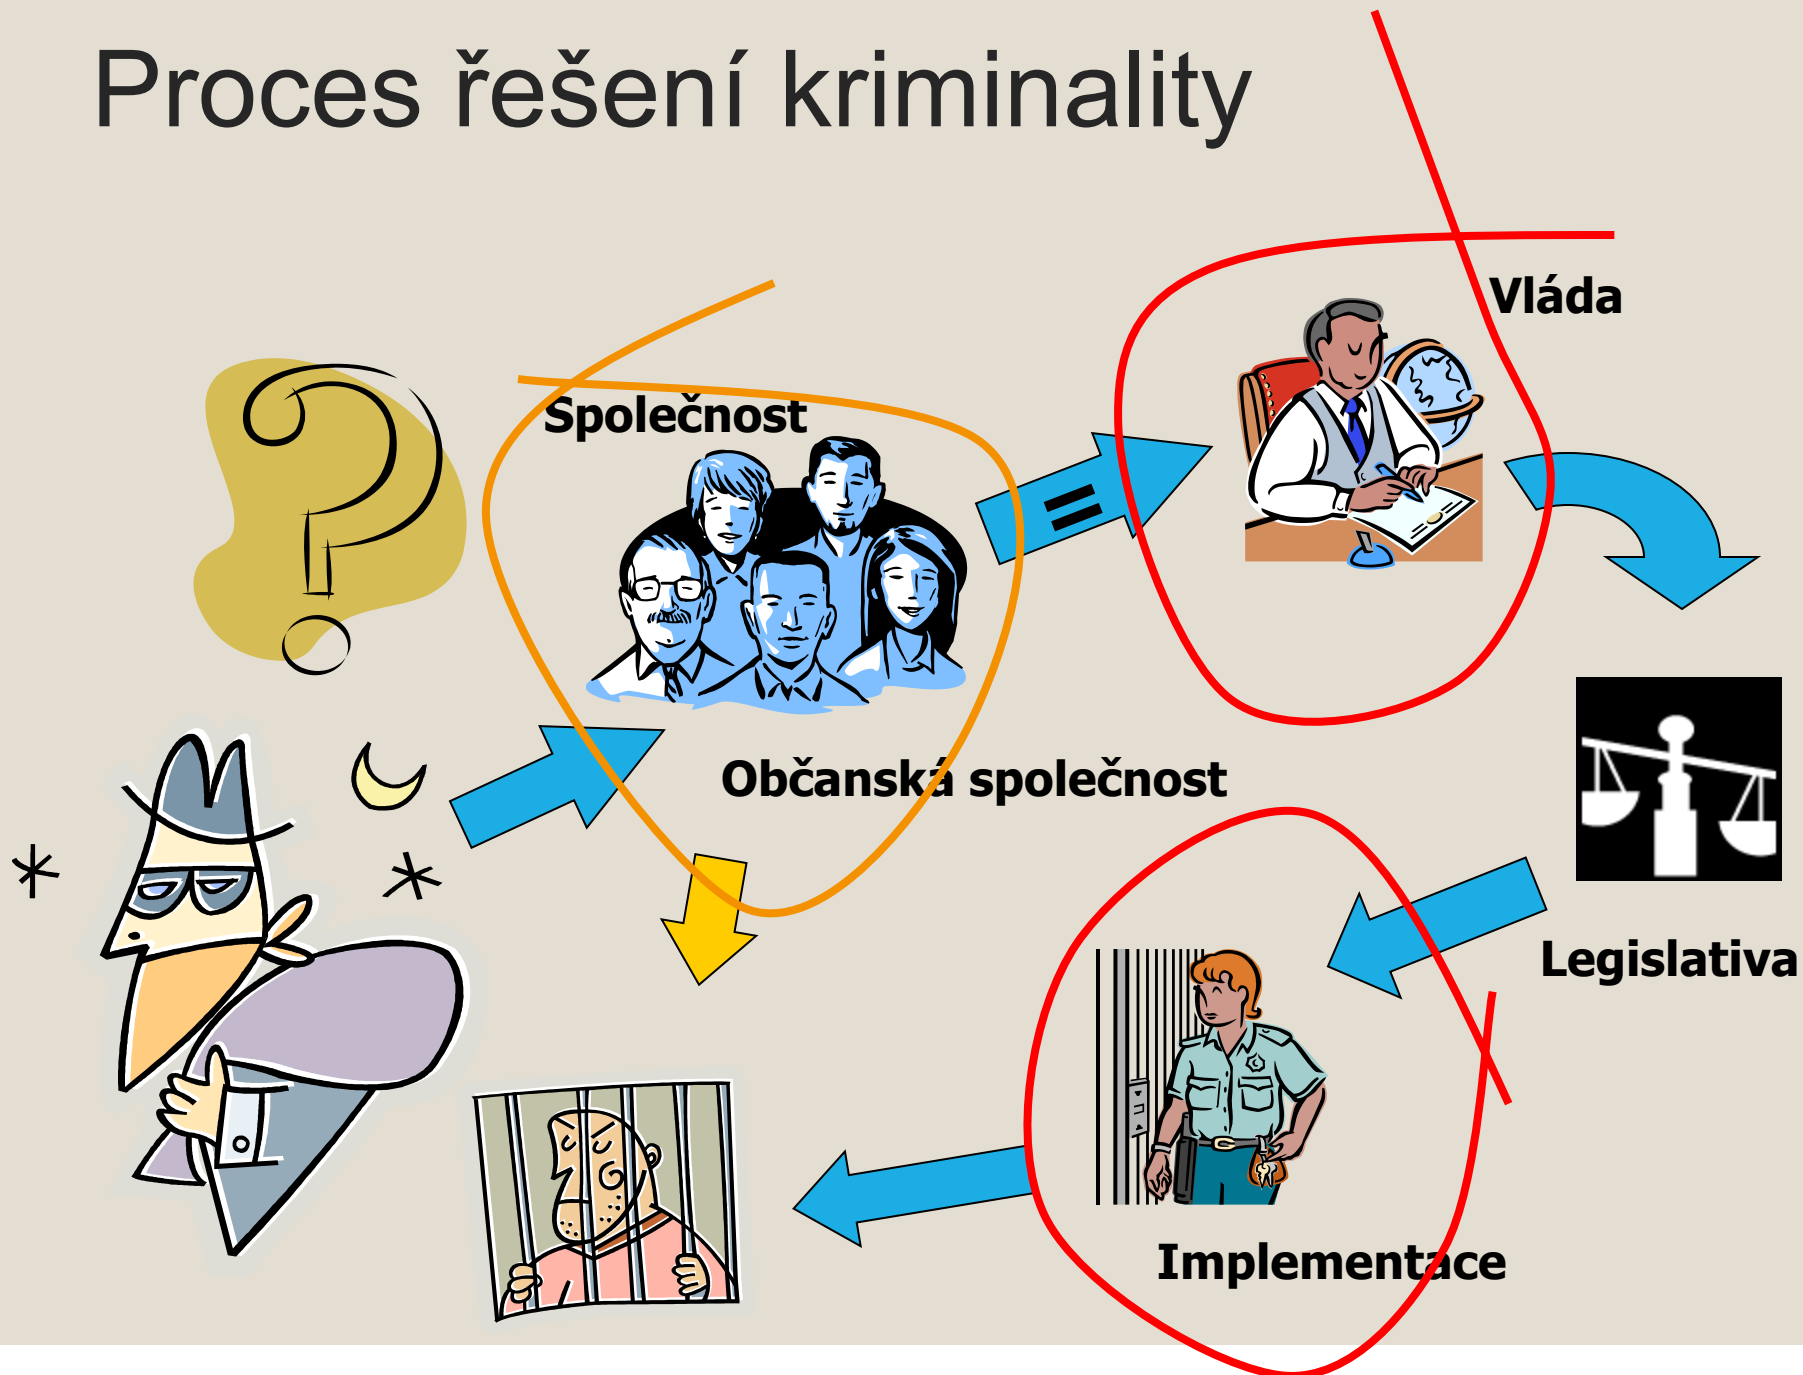 Proces řešení kriminality
Vláda
Společnost
=
Občanská společnost
Legislativa
Implementace